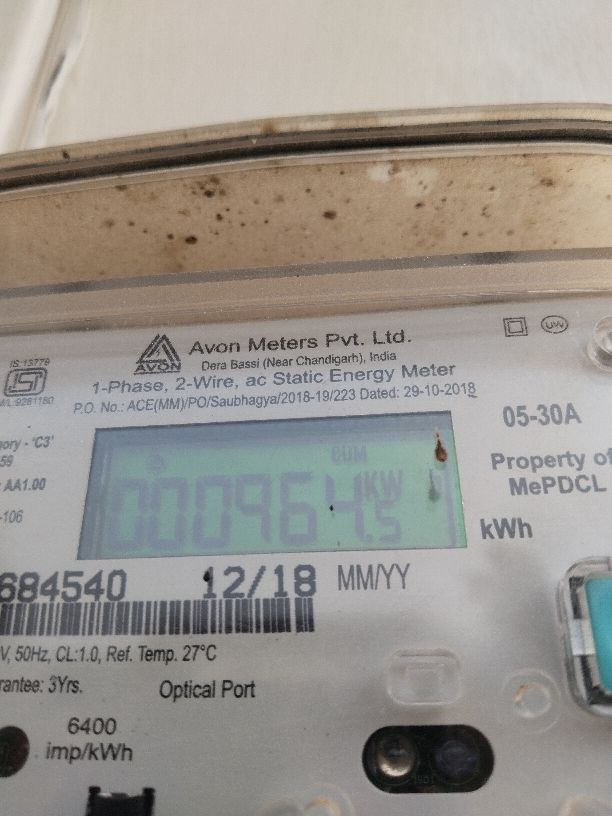 Avon Meters Pvt. Ltd.
AVON
Dera Bassi (Near Chandigarh), India
1-Phase, 2-Wire, ac Static Energy Meter
P.O. No.: ACE(MM)/PO/Saubhagya/2018-19/223 Dated: 29-10-2018
IS:13779
M/L:9281180
UW
ory - 'C3'
59
AA1.00
-106
05-30A
Property of
MePDCL
KW
000964.5
kWh
684540
12/18 MM/YY
V, 50Hz, CL:1.0, Ref. Temp. 27°C
rantee: 3Yrs.
Optical Port
6400
imp/kWh